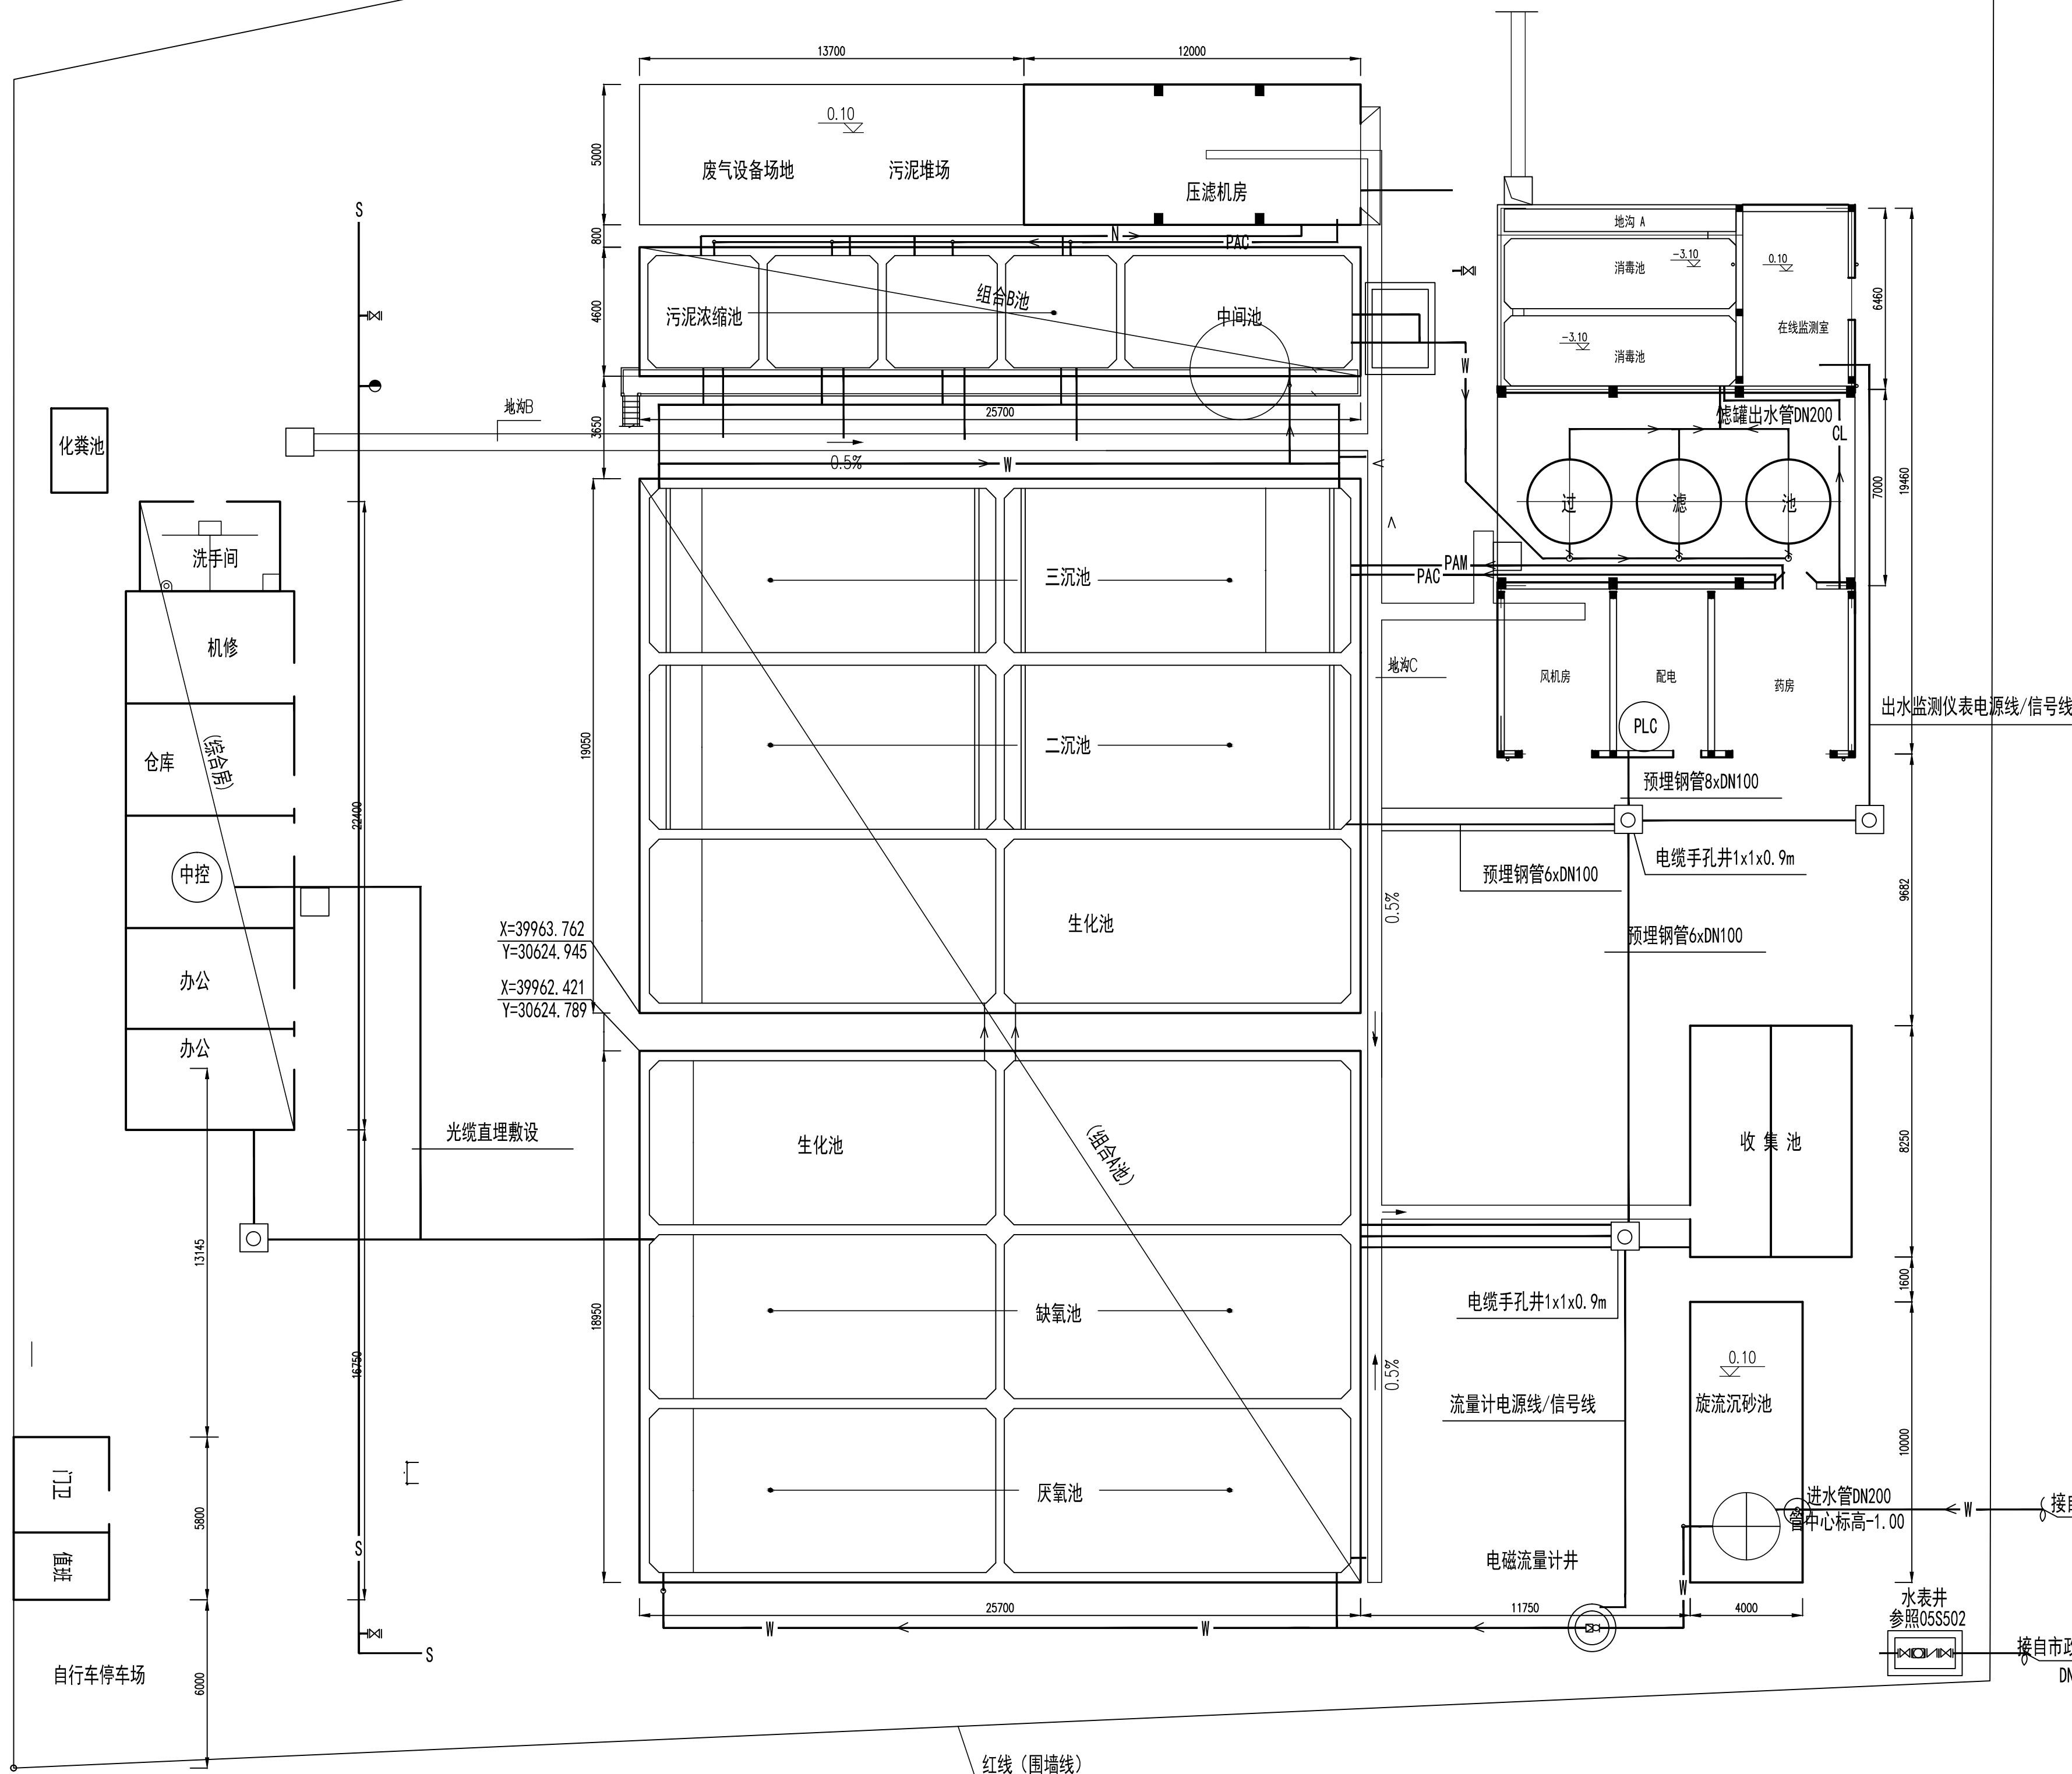 13700
12000
0.10
5000
废气设备场地
污泥堆场
压滤机房
S
800
N
PAC
4600
组合B池
污泥浓缩池
中间池
地沟 A
消毒池
-3.10
0.10
6460
在线监测室
-3.10
消毒池
W
地沟B
25700
3650
0.5%
W
滤罐出水管DN200
CL
化粪池
过
滤
池
7000
19460
洗手间
三沉池
PAM
PAC
机修
地沟C
风机房
配电
药房
出水监测仪表电源线/信号线
PLC
仓库
(综合房)
19050
二沉池
预埋钢管8xDN100
22400
电缆手孔井1x1x0.9m
中控
预埋钢管6xDN100
0.5%
9682
X=39963.762
Y=30624.945
生化池
预埋钢管6xDN100
办公
X=39962.421
Y=30624.789
办公
光缆直埋敷设
生化池
(组合A池)
收 集 池
8250
13145
1600
18950
缺氧池
电缆手孔井1x1x0.9m
16750
0.10
0.5%
流量计电源线/信号线
旋流沉砂池
10000
门卫
厌氧池
进水管DN200
管中心标高-1.00
W
接自
5800
S
值班
电磁流量计井
W
水表井
参照05S502
25700
11750
4000
W
W
S
接自市政
DN
自行车停车场
6000
红线（围墙线）